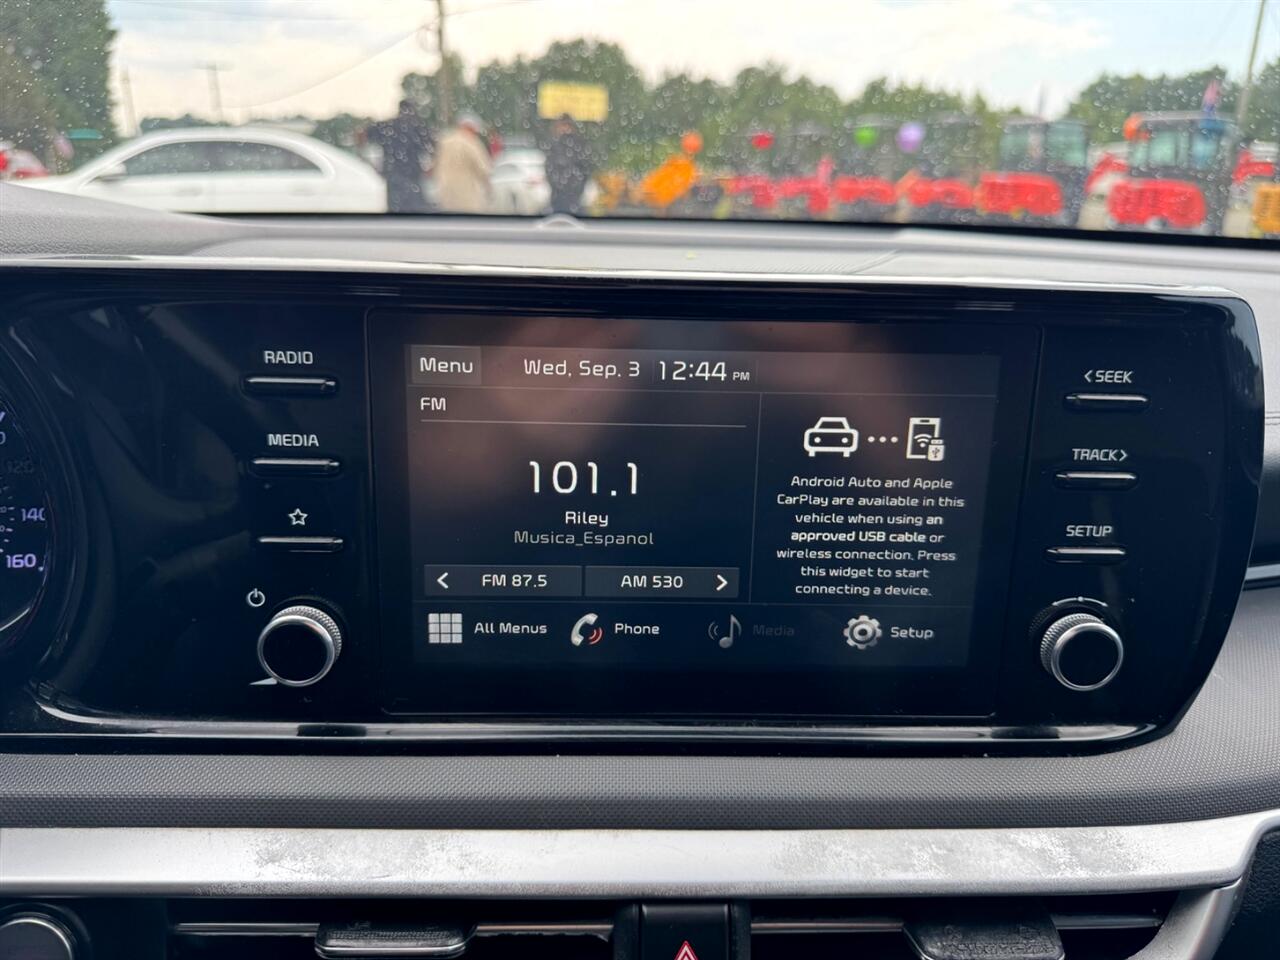 RADIO
MEDIA
Menu
Wed, Sep. 3
12:44 PM
FM
101.1
Riley
Musica_Espanol
FM 87.5
AM 530
All Menus
Phone
Media
Setup
Android Auto and Apple
CarPlay are available in this
vehicle when using an
approved USB cable or
wireless connection. Press
this widget to start
connecting a device.
<SEEK
TRACK>
SETUP
120
140
160